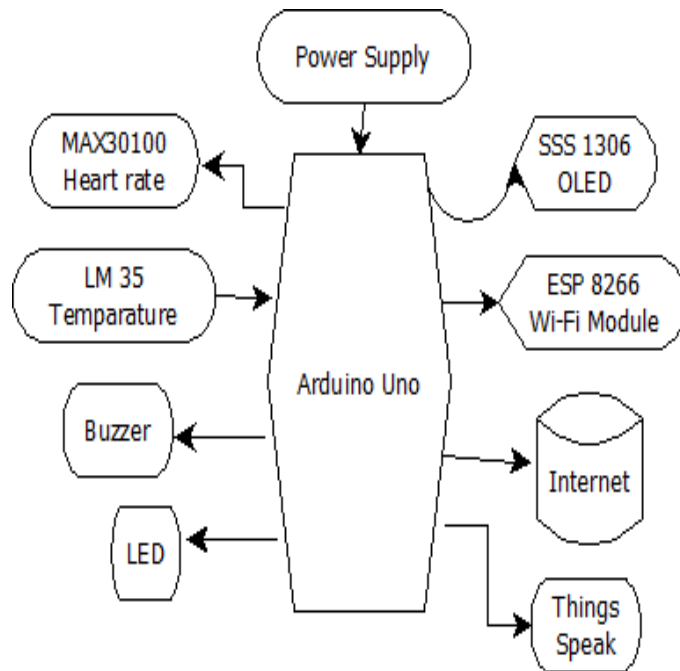 Power Supply
MAX30100
Heart rate
SSS 1306
OLED
LM 35
Temparature
ESP 8266
Wi-Fi Module
Arduino Uno
Buzzer
Internet
LED
Things
Speak